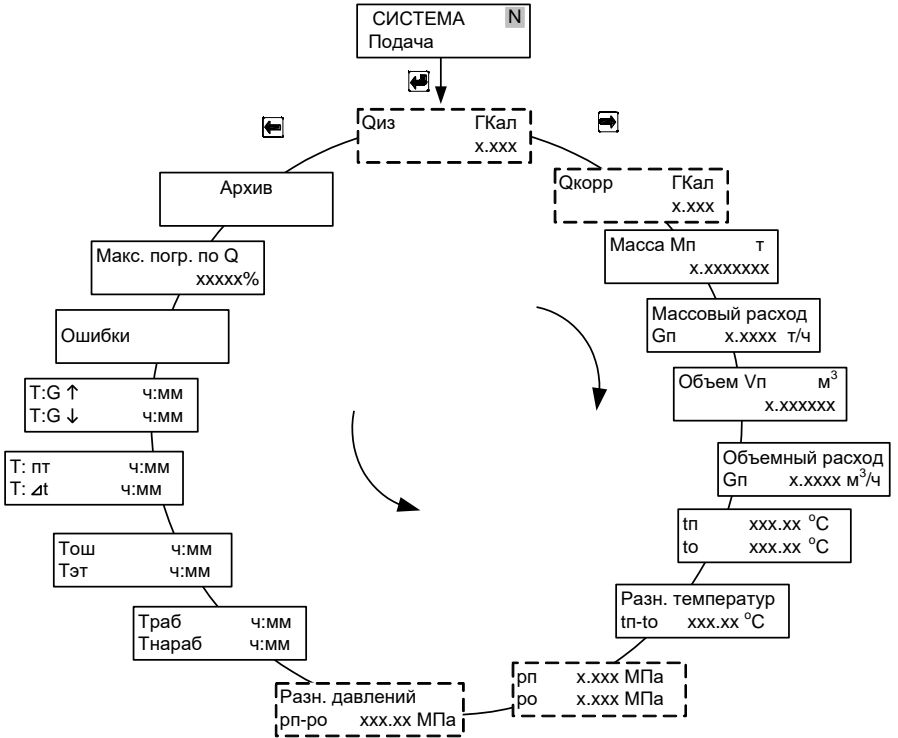 СИСТЕМА N
Подача
Qиз ГКал
x.xxx
Qкорр ГКал
x.xxx
Масса Мп т
x.xxxxxxx
Массовый расход
Gп x.xxxx т/ч
Объем Vп м³
x.xxxxxx
Объемный расход
Gп x.xxxx м³/ч
tп xxx.xx °C
to xxx.xx °C
Разн. температур
tп-to xxx.xx °C
рп x.xxx МПа
ро x.xxx МПа
Разн. давлений
рп-ро xxx.xx МПа
Траб ч:мм
Тнараб ч:мм
Тош ч:мм
Тэт ч:мм
Т: пт ч:мм
Т: ⊿t ч:мм
T:G ↑ ч:мм
T:G ↓ ч:мм
Ошибки
Макс. погр. по Q
xxxxx%
Архив